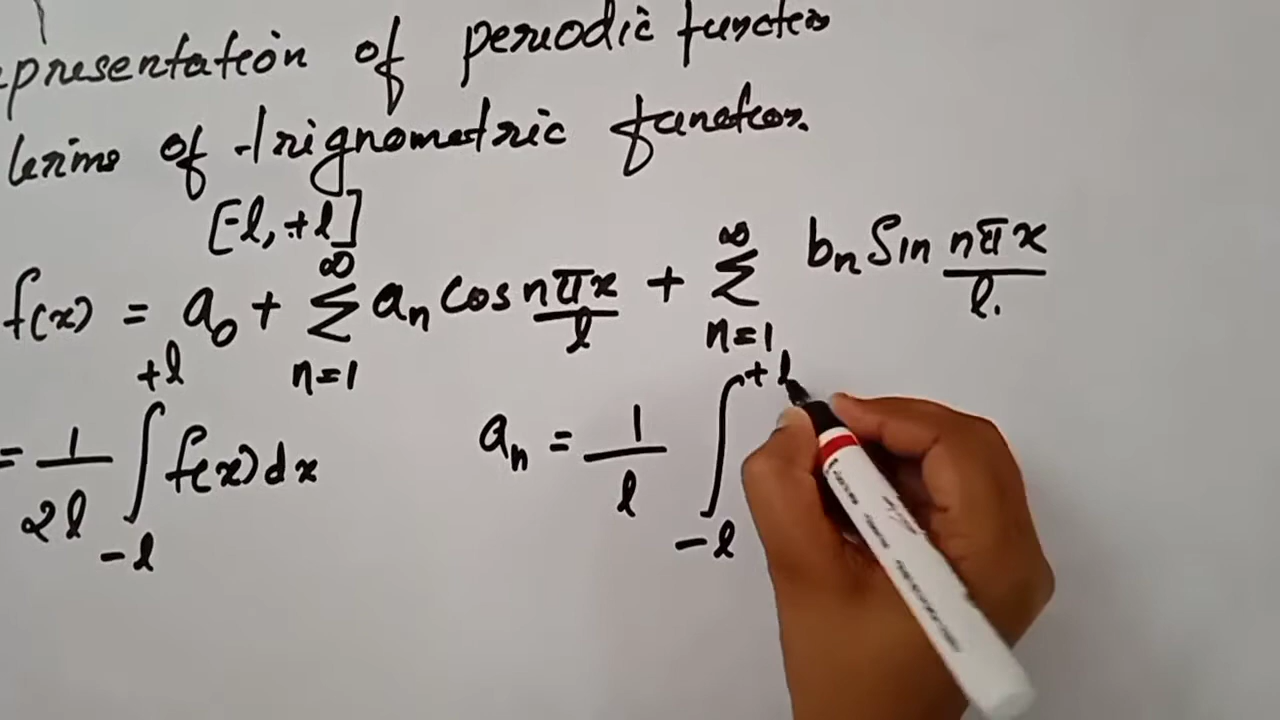 presentation of periodic function
terms of trignometric function.
[-l, +l]
f(x) = a₀ + ∞ Σ n=1 aₙ cos nπx/l + ∞ Σ n=1 bₙ Sin nπx/l.
= 1/2l ∫ -l +l f(x) dx aₙ = 1/l ∫ -l +l